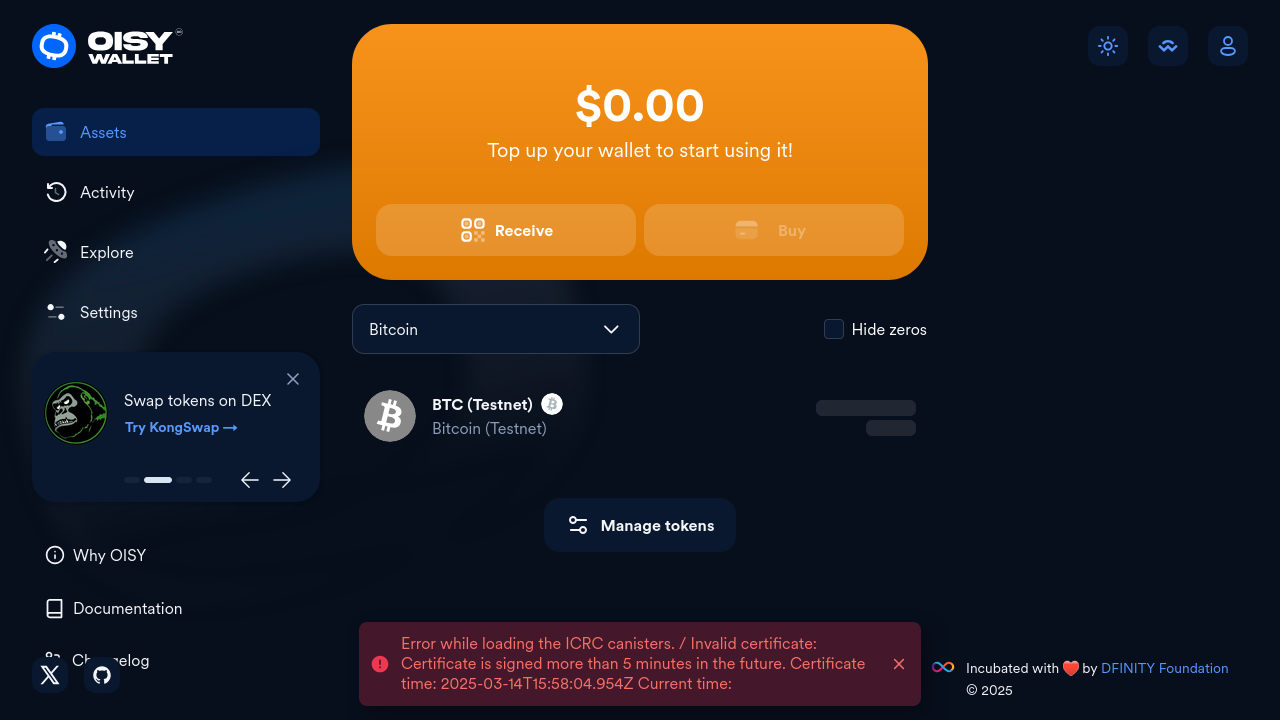 OISY
WALLET
Assets
Activity
Explore
Settings
Swap tokens on DEX
Try KongSwap →
Why OISY
Documentation
Changelog
$0.00
Top up your wallet to start using it!
Receive
Buy
Bitcoin
Hide zeros
BTC (Testnet)
Bitcoin (Testnet)
Manage tokens
Error while loading the ICRC canisters. / Invalid certificate:
Certificate is signed more than 5 minutes in the future. Certificate
time: 2025-03-14T15:58:04.954Z Current time:
Incubated with ❤️ by DFINITY Foundation
© 2025